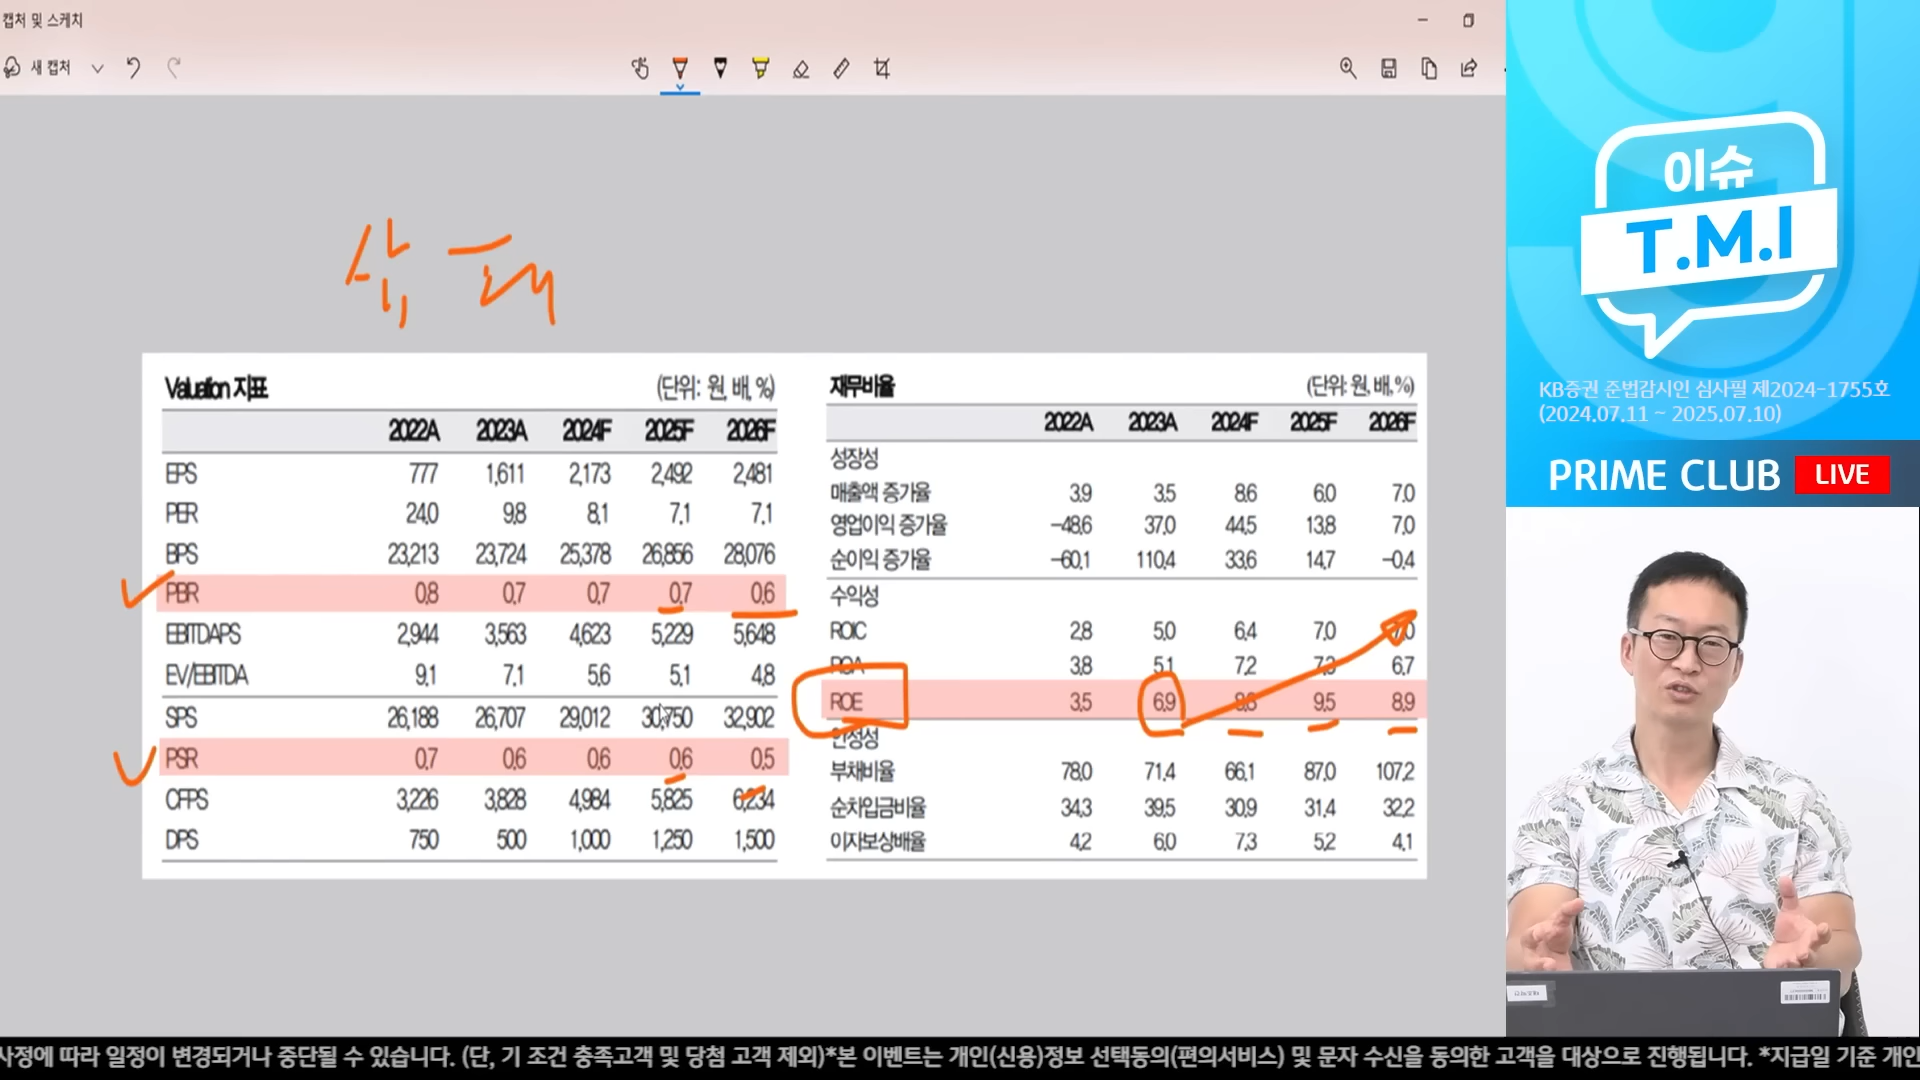 캡처 및 스케치
새 캡처
상폐
Valuation 지표 (단위: 원, 배, %)
2022A 2023A 2024F 2025F 2026F
EPS 777 1,611 2,173 2,492 2,481
PER 24.0 9.8 8.1 7.1 7.1
BPS 23,213 23,724 25,378 26,856 28,076
PBR 0.8 0.7 0.7 0.7 0.6
EBITDAPS 2,944 3,563 4,623 5,229 5,648
EV/EBITDA 9.1 7.1 5.6 5.1 4.8
SPS 26,188 26,707 29,012 30,750 32,902
PSR 0.7 0.6 0.6 0.6 0.5
CFPS 3,226 3,828 4,984 5,825 6,234
DPS 750 500 1,000 1,250 1,500
재무비율 (단위: 원, 배, %)
2022A 2023A 2024F 2025F 2026F
성장성
매출액 증가율 3.9 3.5 8.6 6.0 7.0
영업이익 증가율 -48.6 37.0 44.5 13.8 7.0
순이익 증가율 -60.1 110.4 33.6 14.7 -0.4
수익성
ROIC 2.8 5.0 6.4 7.0 7.0
ROA 3.8 5.1 7.2 7.3 6.7
ROE 3.5 6.9 8.8 9.5 8.9
안정성
부채비율 78.0 71.4 66.1 87.0 107.2
순차입금비율 34.3 39.5 30.9 31.4 32.2
이자보상배율 4.2 6.0 7.3 5.2 4.1
이슈
T.M.I
KB증권 준법감시인 심사필 제2024-1755호
(2024.07.11 ~ 2025.07.10)
PRIME CLUB LIVE
사정에 따라 일정이 변경되거나 중단될 수 있습니다. (단, 기 조건 충족고객 및 당첨 고객 제외)*본 이벤트는 개인(신용)정보 선택동의(편의서비스) 및 문자 수신을 동의한 고객을 대상으로 진행됩니다. *지급일 기준 개인